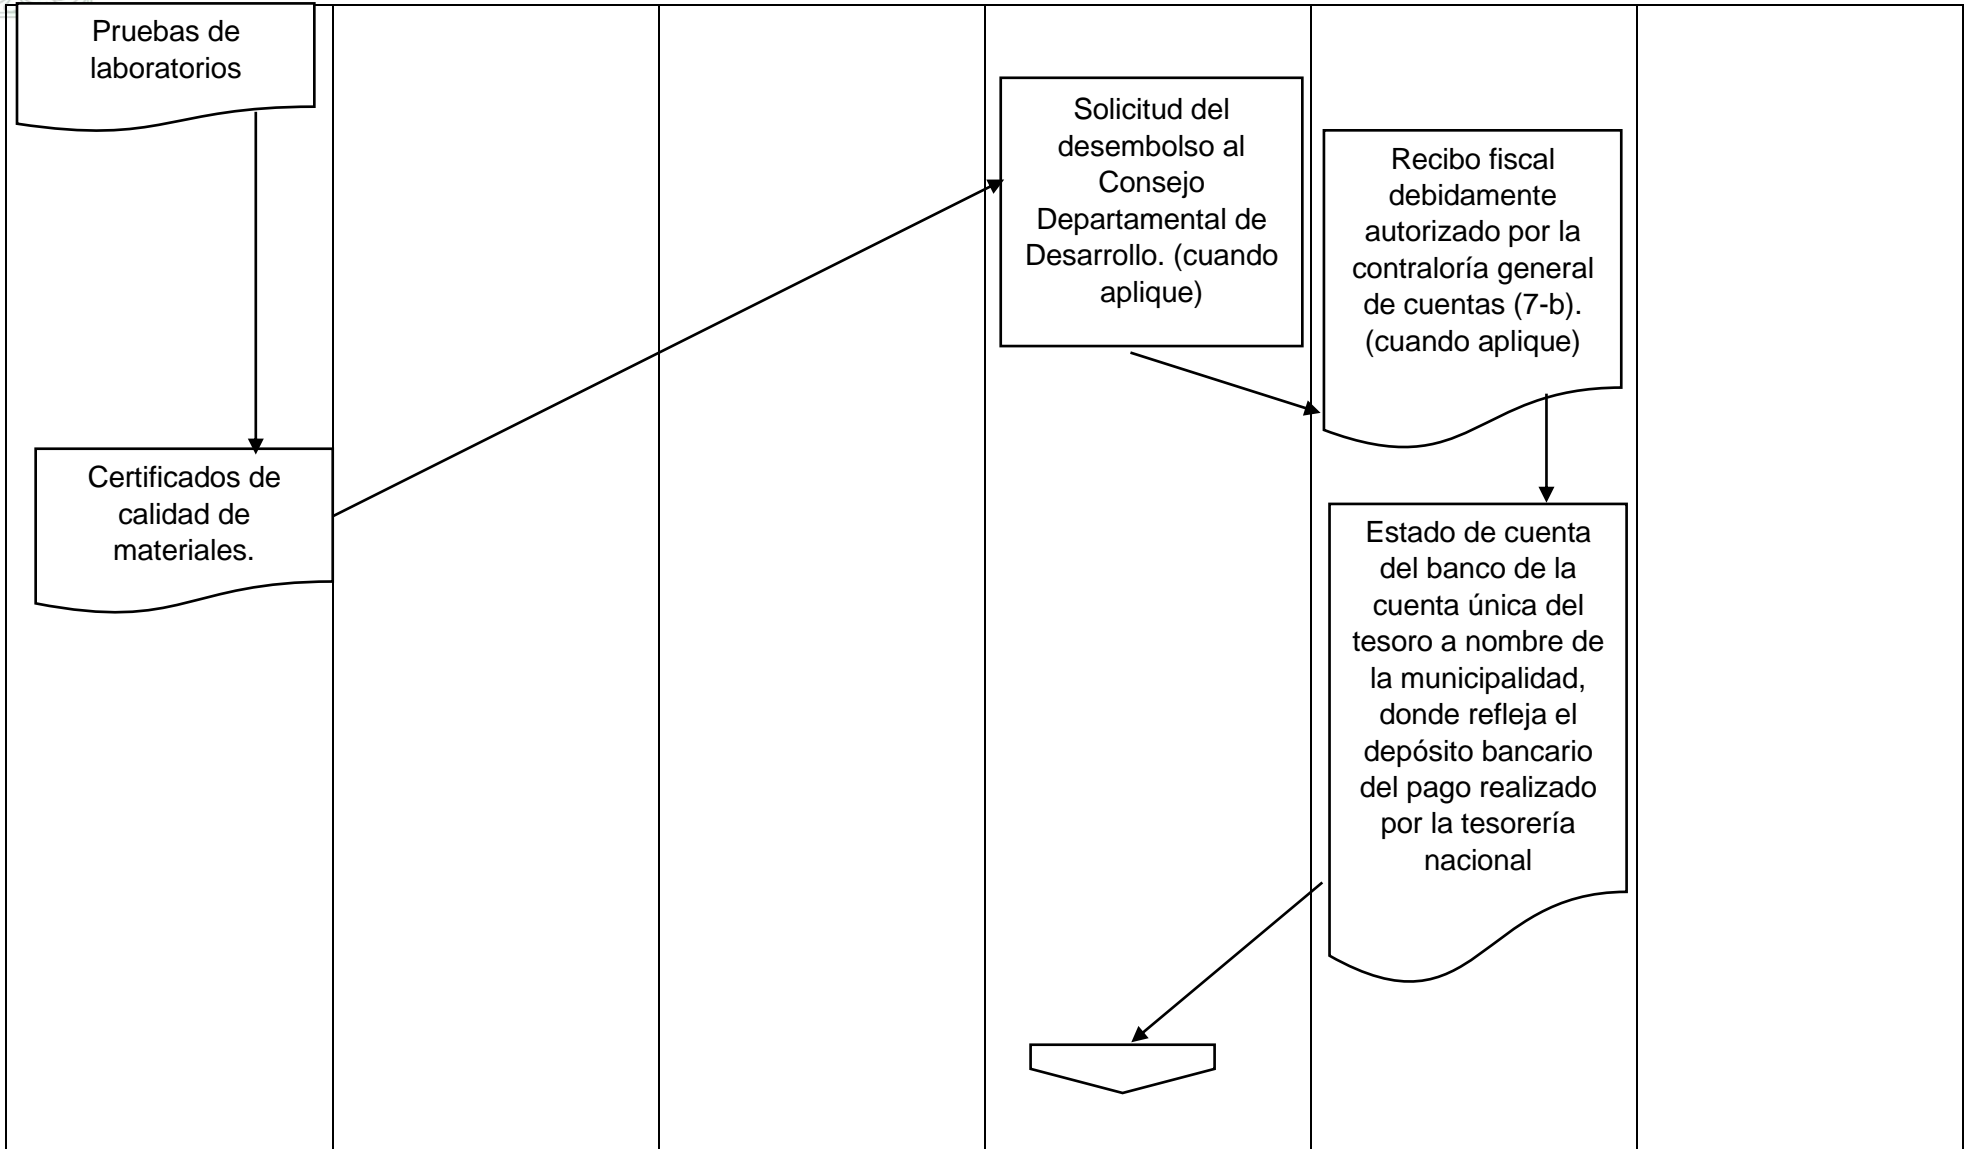 Pruebas de
laboratorios
Certificados de
calidad de
materiales.
Solicitud del
desembolso al
Consejo
Departamental de
Desarrollo. (cuando
aplique)
Recibo fiscal
debidamente
autorizado por la
contraloría general
de cuentas (7-b).
(cuando aplique)
Estado de cuenta
del banco de la
cuenta única del
tesoro a nombre de
la municipalidad,
donde refleja el
depósito bancario
del pago realizado
por la tesorería
nacional